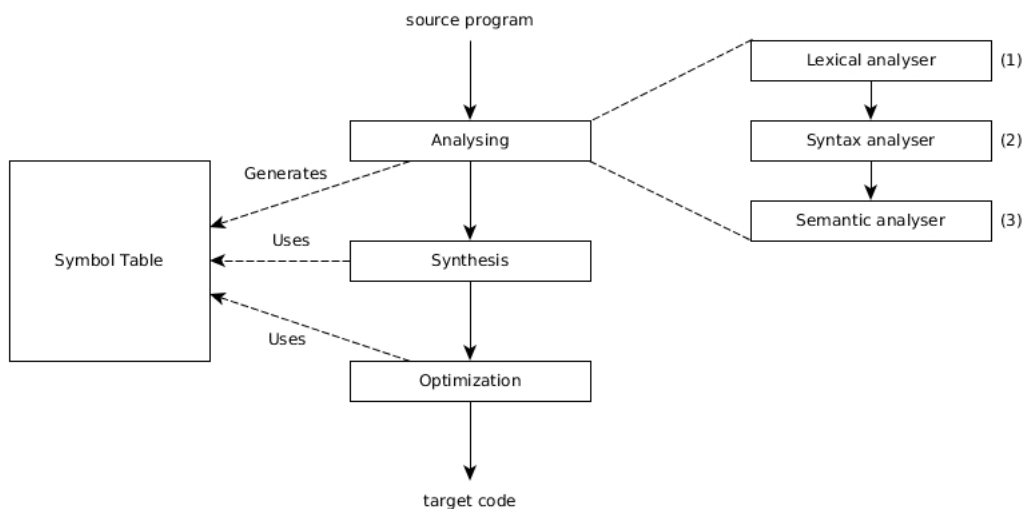 source program
Lexical analyser (1)
Analysing
Syntax analyser (2)
Generates
Semantic analyser (3)
Uses
Symbol Table
Synthesis
Uses
Optimization
target code